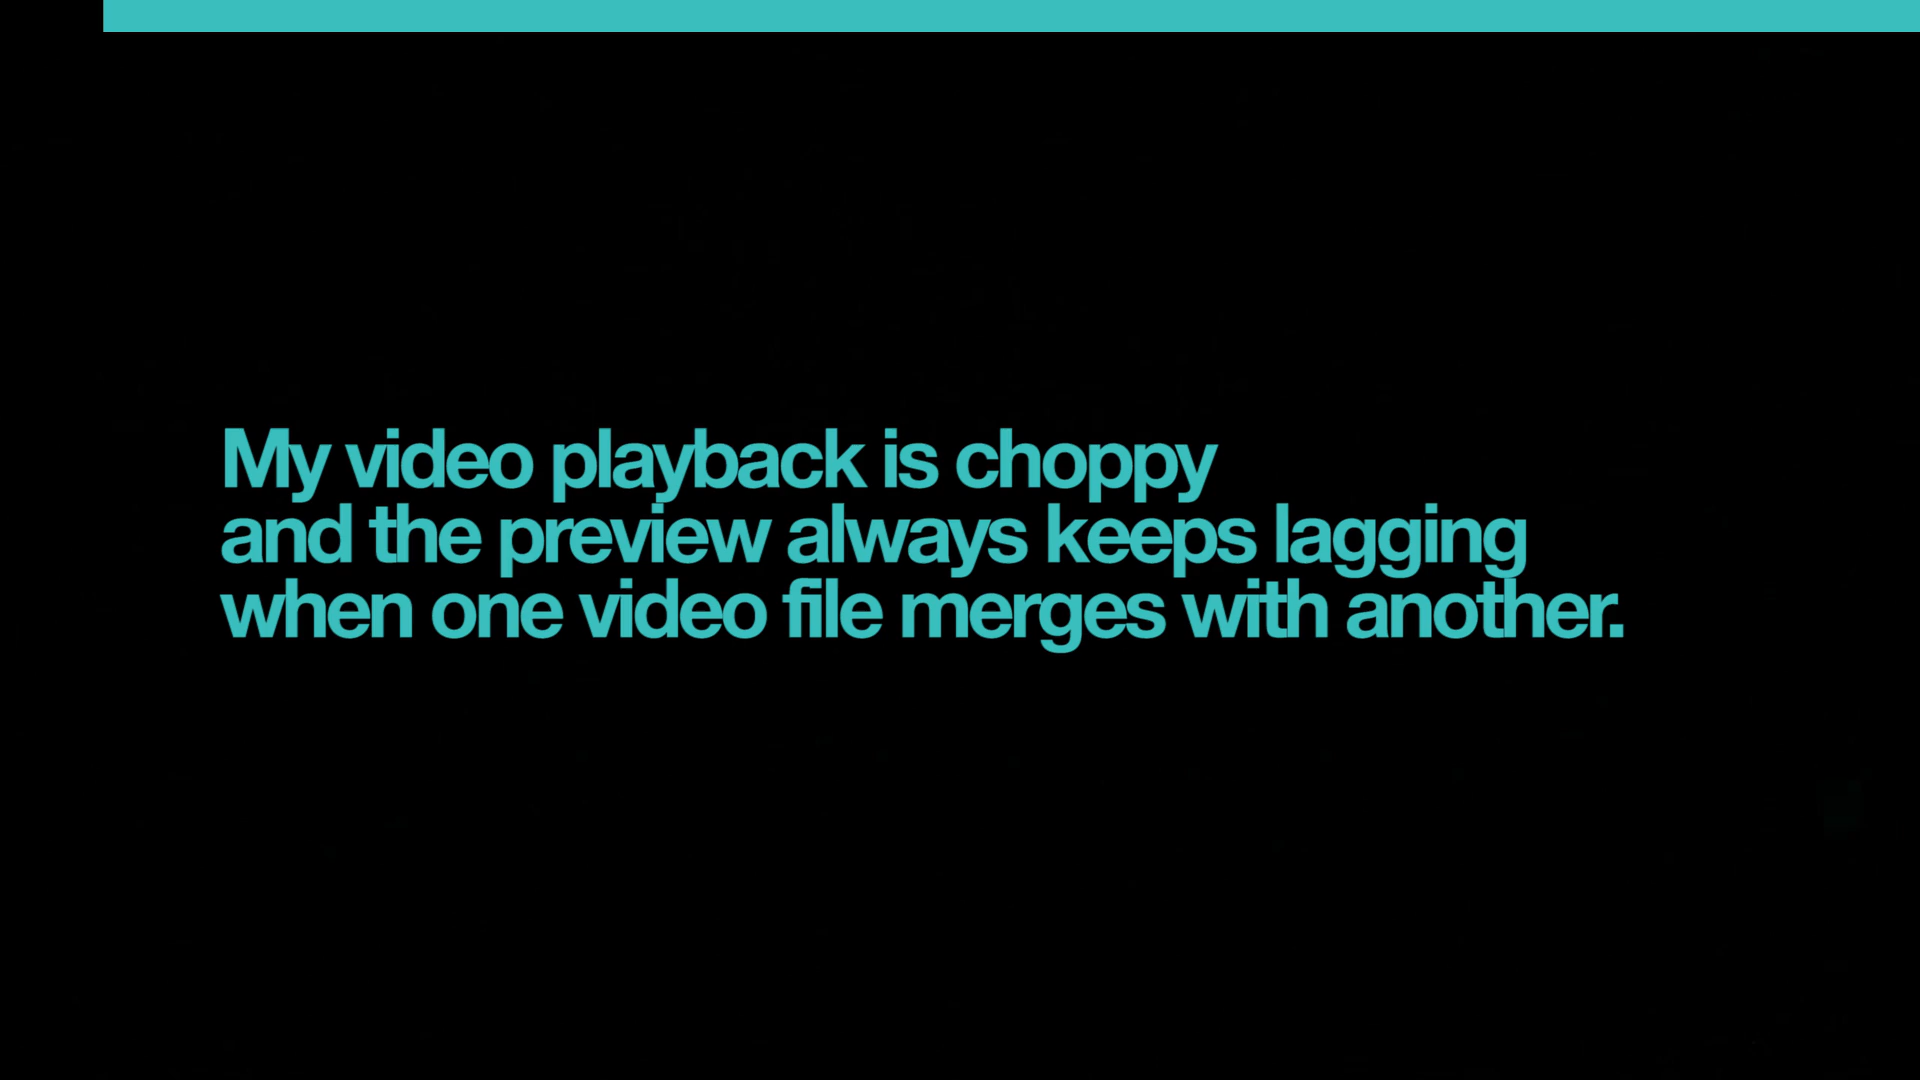 My video playback is choppy
and the preview always keeps lagging
when one video file merges with another.